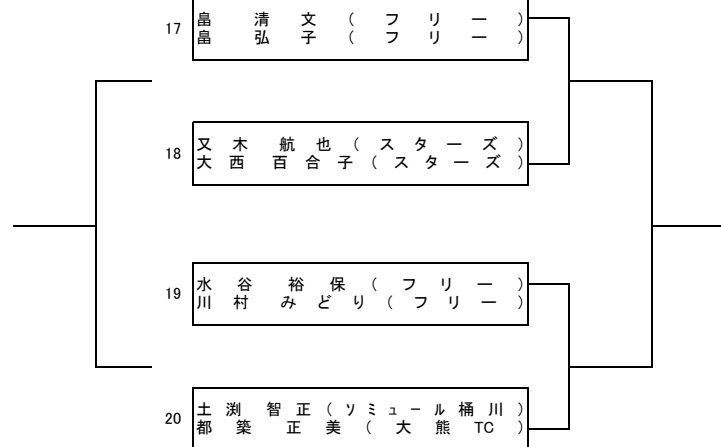 17 畠 清 文 ( フ リ ー )
畠 弘 子 ( フ リ ー )
18 又 木 航 也 ( ス タ ー ズ )
大 西 百 合 子 ( ス タ ー ズ )
19 水 谷 裕 保 ( フ リ ー )
川 村 み ど り ( フ リ ー )
20 土 渕 智 正 ( ソ ミ ュ ー ル 桶 川 )
都 築 正 美 ( 大 熊 TC )